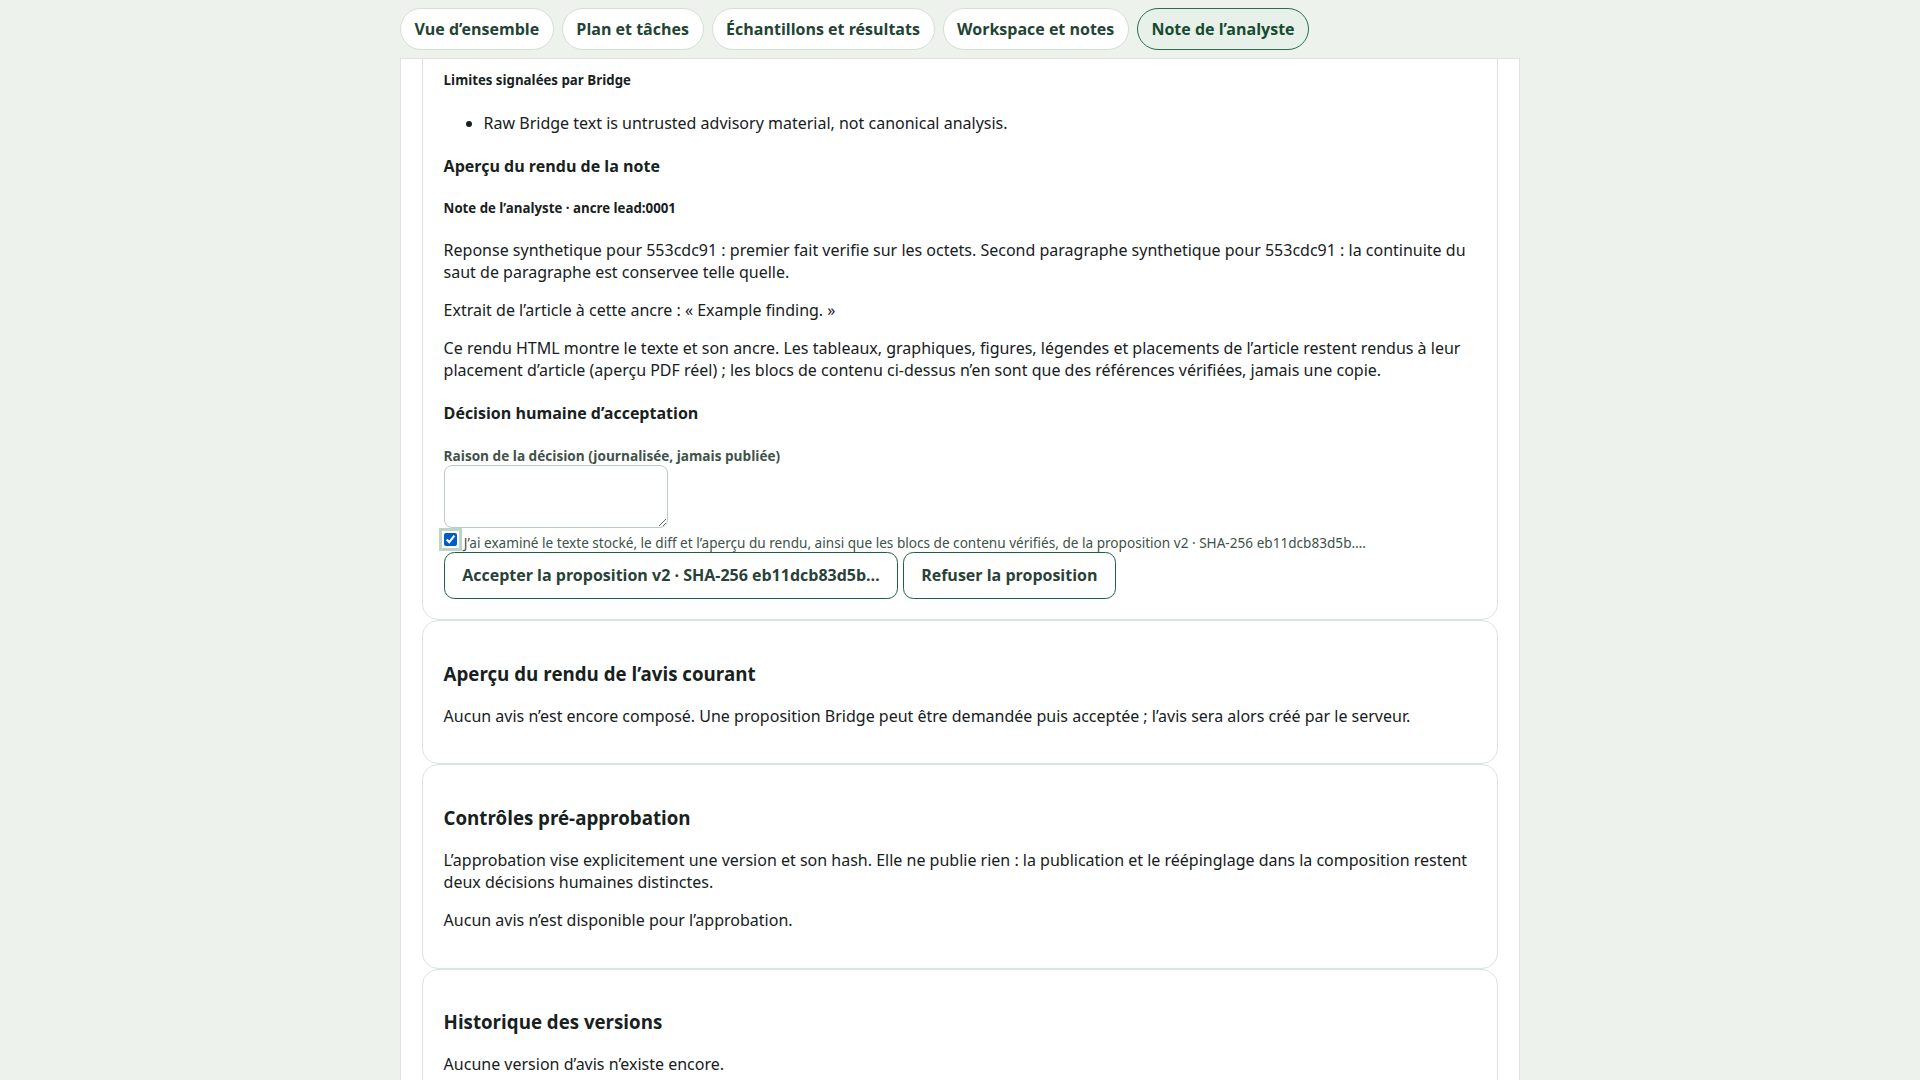 Vue d’ensemble
Plan et tâches
Échantillons et résultats
Workspace et notes
Note de l’analyste
Limites signalées par Bridge
Raw Bridge text is untrusted advisory material, not canonical analysis.
Aperçu du rendu de la note
Note de l’analyste · ancre lead:0001
Reponse synthetique pour 553cdc91 : premier fait verifie sur les octets. Second paragraphe synthetique pour 553cdc91 : la continuite du
saut de paragraphe est conservee telle quelle.
Extrait de l’article à cette ancre : « Example finding. »
Ce rendu HTML montre le texte et son ancre. Les tableaux, graphiques, figures, légendes et placements de l’article restent rendus à leur
placement d’article (aperçu PDF réel) ; les blocs de contenu ci-dessus n’en sont que des références vérifiées, jamais une copie.
Décision humaine d’acceptation
Raison de la décision (journalisée, jamais publiée)
J’ai examiné le texte stocké, le diff et l’aperçu du rendu, ainsi que les blocs de contenu vérifiés, de la proposition v2 · SHA-256 eb11dcb83d5b….
Accepter la proposition v2 · SHA-256 eb11dcb83d5b…
Refuser la proposition
Aperçu du rendu de l’avis courant
Aucun avis n’est encore composé. Une proposition Bridge peut être demandée puis acceptée ; l’avis sera alors créé par le serveur.
Contrôles pré-approbation
L’approbation vise explicitement une version et son hash. Elle ne publie rien : la publication et le réépinglage dans la composition restent
deux décisions humaines distinctes.
Aucun avis n’est disponible pour l’approbation.
Historique des versions
Aucune version d’avis n’existe encore.